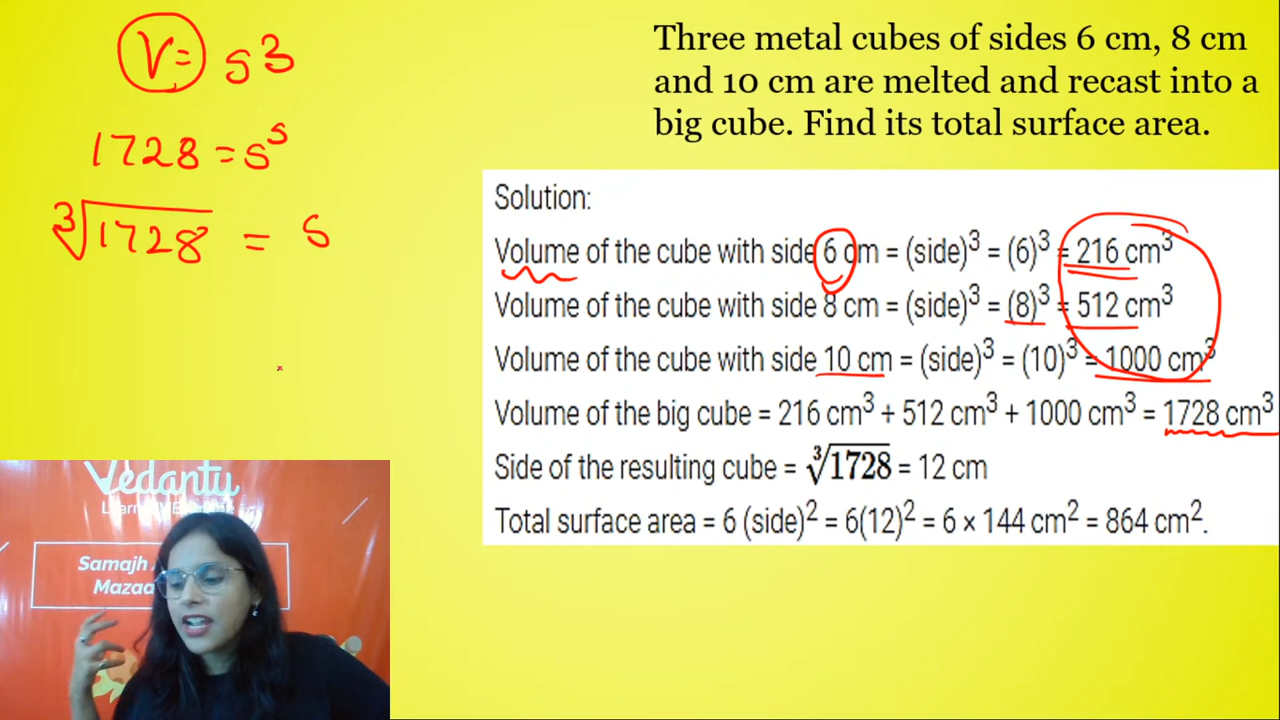 V= s3
1728 = s^s
3√1728 = s
Three metal cubes of sides 6 cm, 8 cm
and 10 cm are melted and recast into a
big cube. Find its total surface area.
Solution:
Volume of the cube with side 6 cm = (side)³ = (6)³ = 216 cm³
Volume of the cube with side 8 cm = (side)³ = (8)³ = 512 cm³
Volume of the cube with side 10 cm = (side)³ = (10)³ = 1000 cm³
Volume of the big cube = 216 cm³ + 512 cm³ + 1000 cm³ = 1728 cm³
Side of the resulting cube = ∛1728 = 12 cm
Total surface area = 6 (side)² = 6(12)² = 6 × 144 cm² = 864 cm².
Vedantu
Samajh
Mazaa